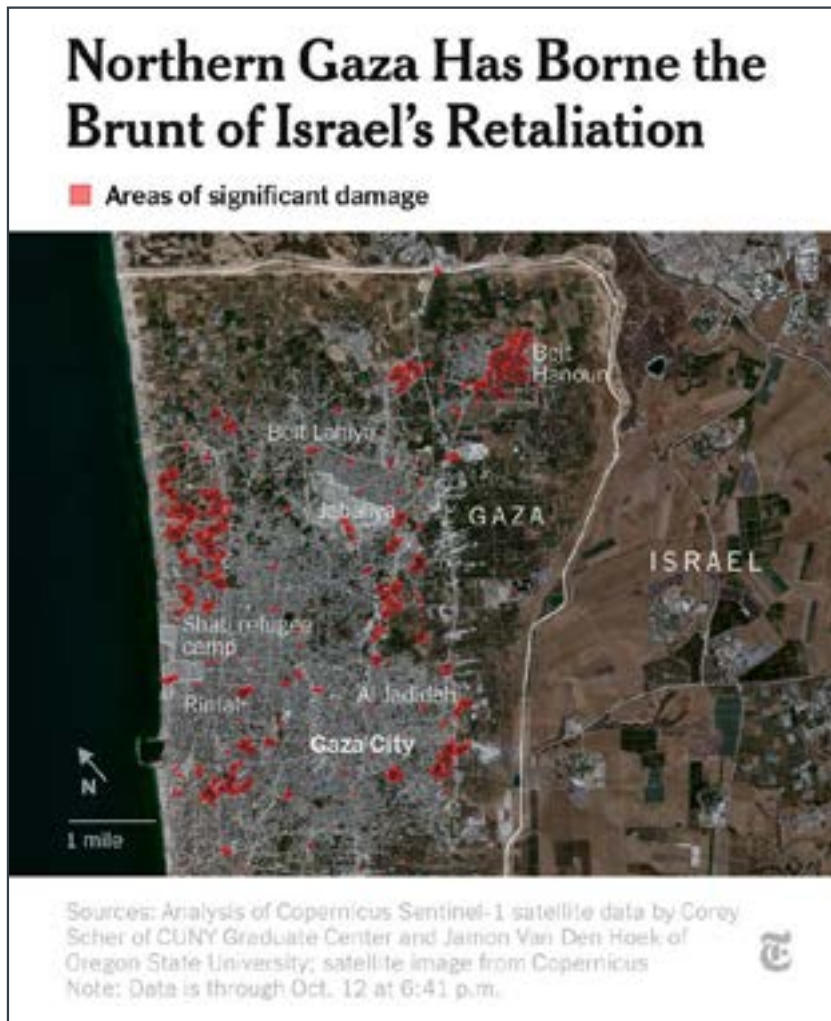 Northern Gaza Has Borne the
Brunt of Israel's Retaliation
Areas of significant damage
Beit
Hanoun
Beit Lahiya
Jabaliya
GAZA
ISRAEL
Shati refugee
camp
Rimal
Al Jadidah
Gaza City
N
1 mile
Sources: Analysis of Copernicus Sentinel-1 satellite data by Corey
Scher of CUNY Graduate Center and Jamon Van Den Hoek of
Oregon State University; satellite image from Copernicus
Note: Data is through Oct. 12 at 6:41 p.m.
T